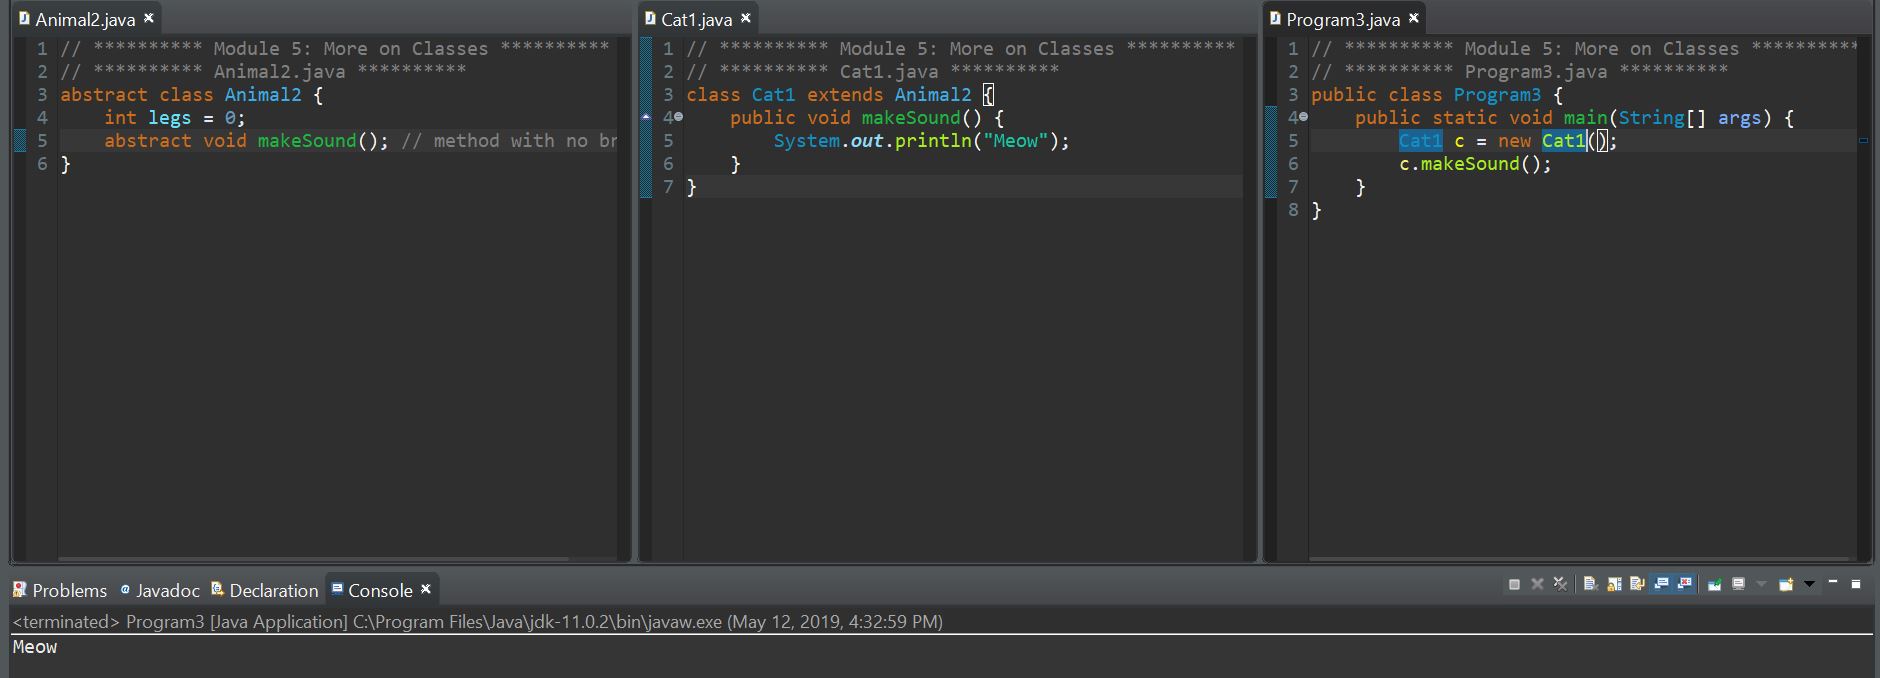 Animal2.java
1 // ********** Module 5: More on Classes **********
2 // ********** Animal2.java **********
3 abstract class Animal2 {
4     int legs = 0;
5     abstract void makeSound(); // method with no br
6 }
Cat1.java
1 // ********** Module 5: More on Classes **********
2 // ********** Cat1.java **********
3 class Cat1 extends Animal2 {
4     public void makeSound() {
5         System.out.println("Meow");
6     }
7 }
Program3.java
1 // ********** Module 5: More on Classes **********
2 // ********** Program3.java **********
3 public class Program3 {
4     public static void main(String[] args) {
5         Cat1 c = new Cat1();
6         c.makeSound();
7     }
8 }
Problems @ Javadoc Declaration Console
<terminated> Program3 [Java Application] C:\Program Files\Java\jdk-11.0.2\bin\javaw.exe (May 12, 2019, 4:32:59 PM)
Meow